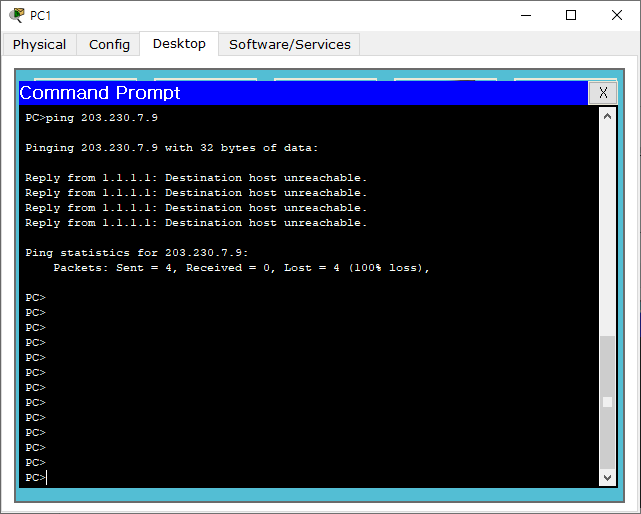 PC1
Physical Config Desktop Software/Services
Command Prompt X
PC>ping 203.230.7.9
Pinging 203.230.7.9 with 32 bytes of data:
Reply from 1.1.1.1: Destination host unreachable.
Reply from 1.1.1.1: Destination host unreachable.
Reply from 1.1.1.1: Destination host unreachable.
Reply from 1.1.1.1: Destination host unreachable.
Ping statistics for 203.230.7.9:
    Packets: Sent = 4, Received = 0, Lost = 4 (100% loss),
PC>
PC>
PC>
PC>
PC>
PC>
PC>
PC>
PC>
PC>
PC>
PC>
PC>